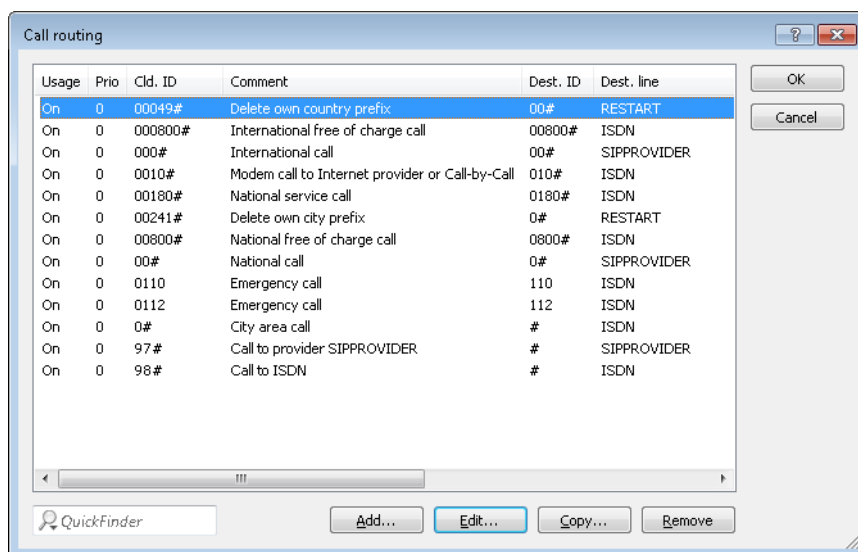 Call routing
Usage Prio Cld. ID Comment Dest. ID Dest. line
On 0 00049# Delete own country prefix 00# RESTART
On 0 000800# International free of charge call 00800# ISDN
On 0 000# International call 00# SIPPROVIDER
On 0 0010# Modem call to Internet provider or Call-by-Call 010# ISDN
On 0 00180# National service call 0180# ISDN
On 0 00241# Delete own city prefix 0# RESTART
On 0 00800# National free of charge call 0800# ISDN
On 0 00# National call 0# SIPPROVIDER
On 0 0110 Emergency call 110 ISDN
On 0 0112 Emergency call 112 ISDN
On 0 0# City area call # ISDN
On 0 97# Call to provider SIPPROVIDER # SIPPROVIDER
On 0 98# Call to ISDN # ISDN
OK
Cancel
QuickFinder Add... Edit... Copy... Remove